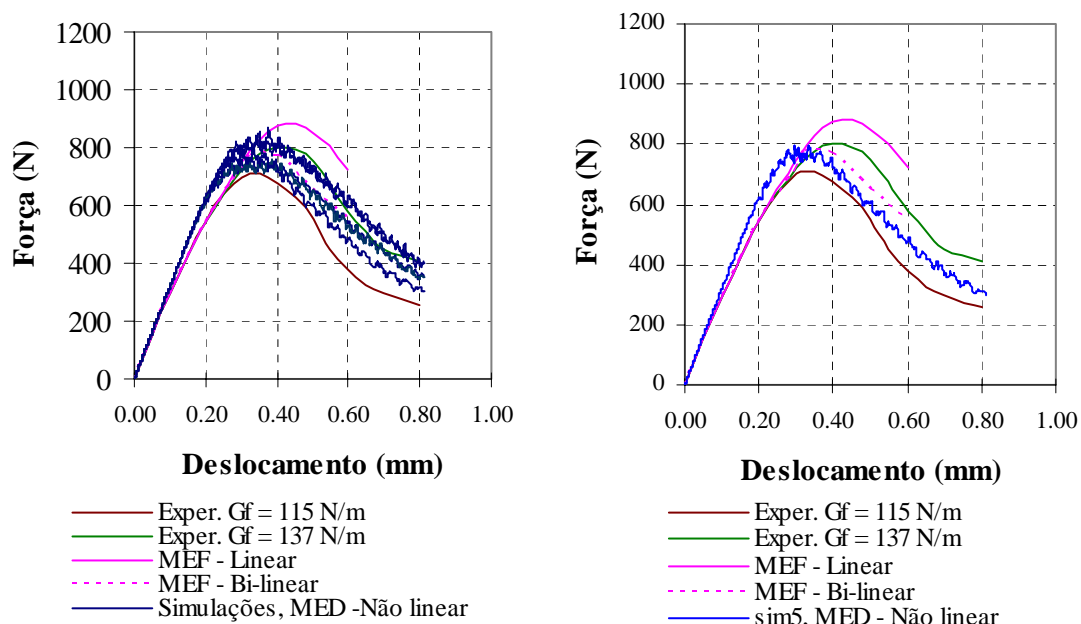 1200
1000
800
600
400
200
0
Força (N)
0.00 0.20 0.40 0.60 0.80 1.00
Deslocamento (mm)
Exper. Gf = 115 N/m
Exper. Gf = 137 N/m
MEF - Linear
MEF - Bi-linear
Simulações, MED -Não linear
1200
1000
800
600
400
200
0
Força (N)
0.00 0.20 0.40 0.60 0.80 1.00
Deslocamento (mm)
Exper. Gf = 115 N/m
Exper. Gf = 137 N/m
MEF - Linear
MEF - Bi-linear
sim5, MED - Não linear